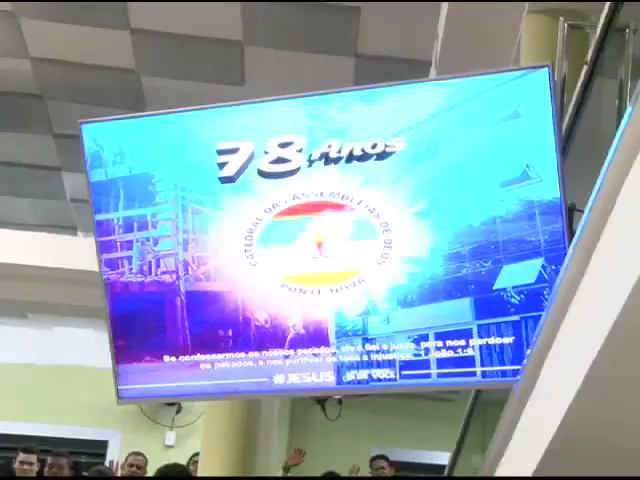 78 Anos
CATEDRAL DAS ASSEMBLEIAS DE DEUS
PONTE NOVA
Se confessarmos os nossos pecados, ele é fiel e justo, para nos perdoar
os pecados, e nos purificar de toda a injustiça. I João 1:9
#JESUS